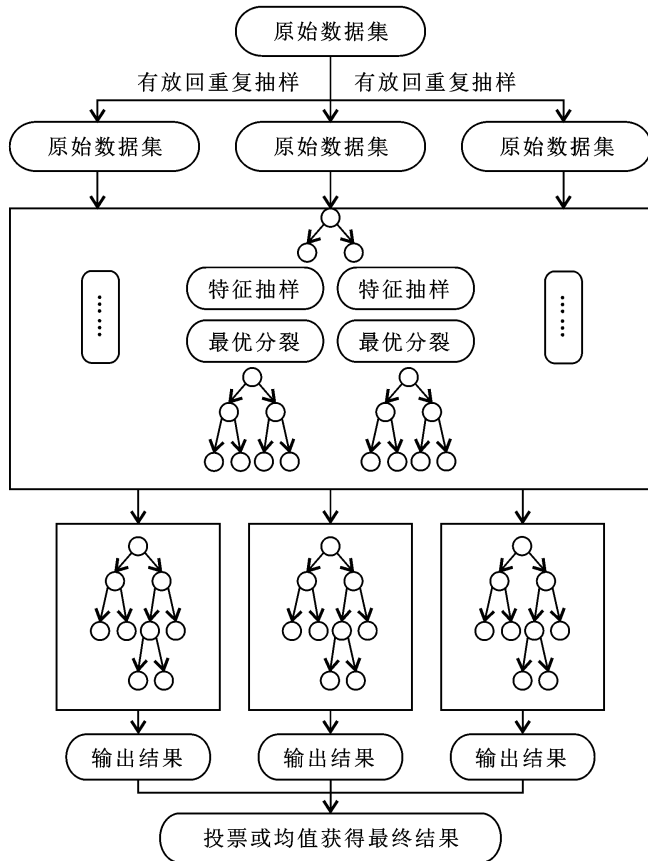 原始数据集
有放回重复抽样 有放回重复抽样
原始数据集 原始数据集 原始数据集
特征抽样 特征抽样
…… ……
最优分裂 最优分裂
输出结果 输出结果 输出结果
投票或均值获得最终结果